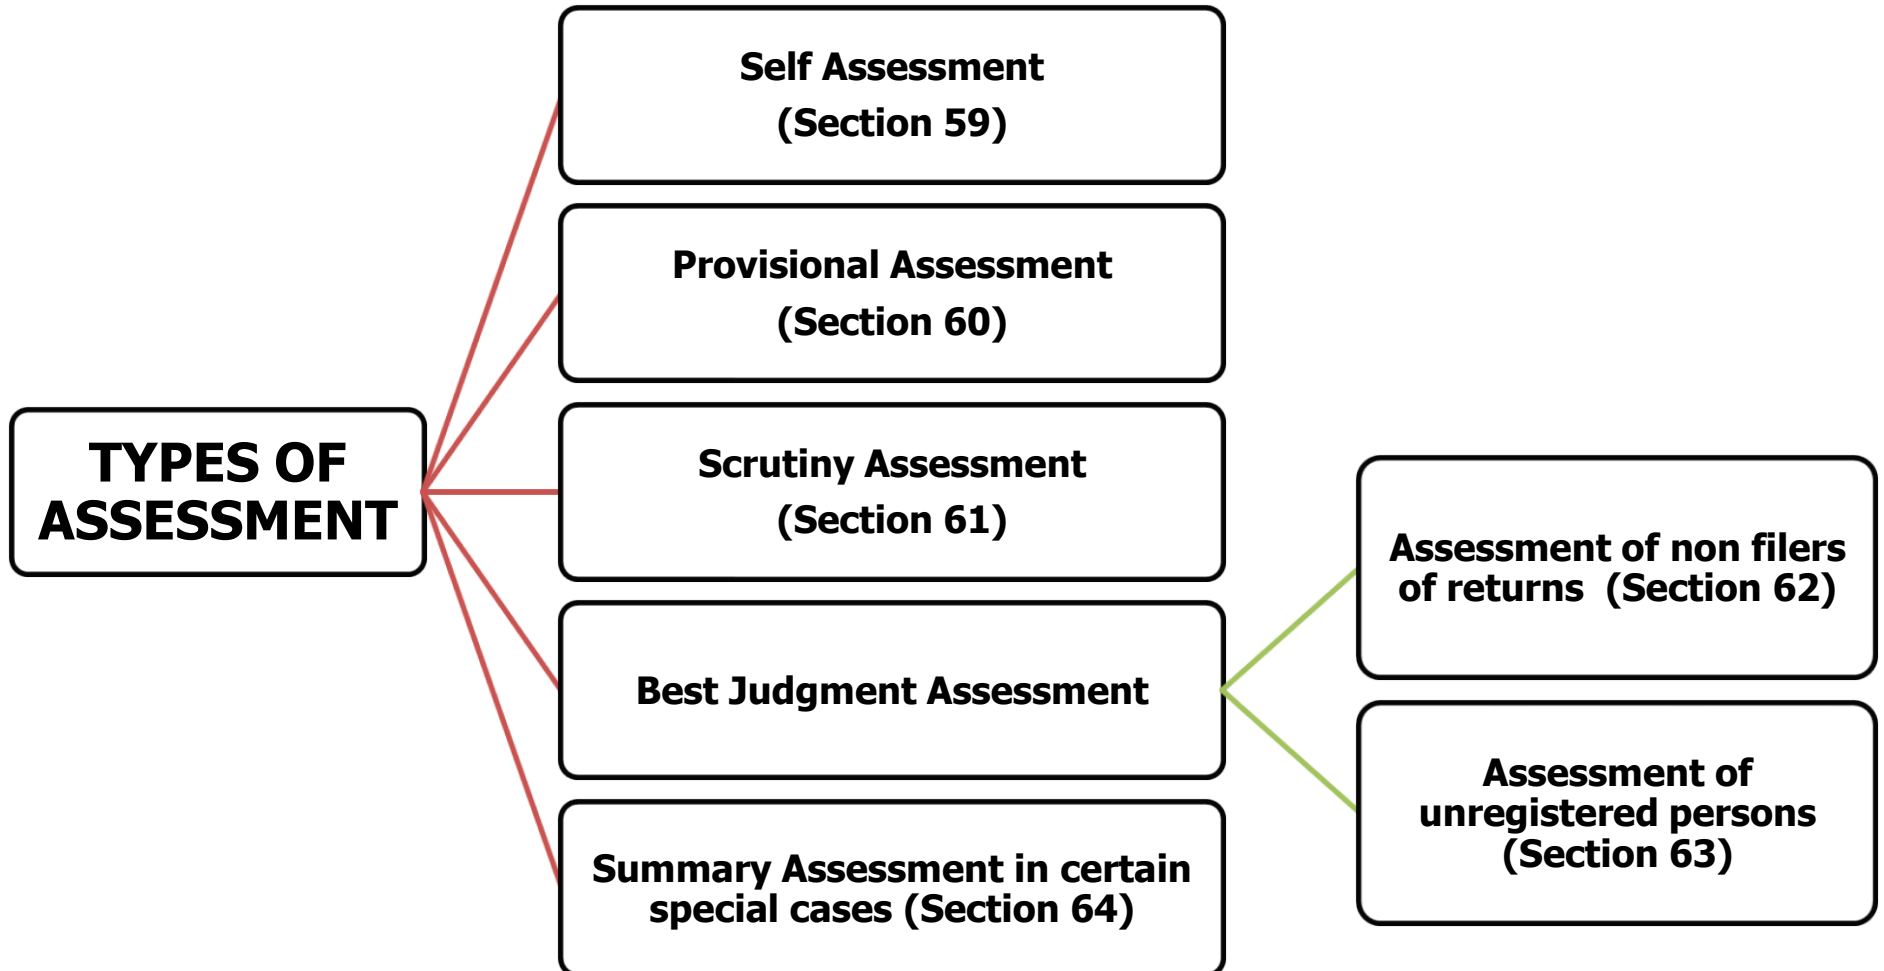 TYPES OF
ASSESSMENT
Self Assessment
(Section 59)
Provisional Assessment
(Section 60)
Scrutiny Assessment
(Section 61)
Best Judgment Assessment
Summary Assessment in certain
special cases (Section 64)
Assessment of non filers
of returns  (Section 62)
Assessment of
unregistered persons
(Section 63)